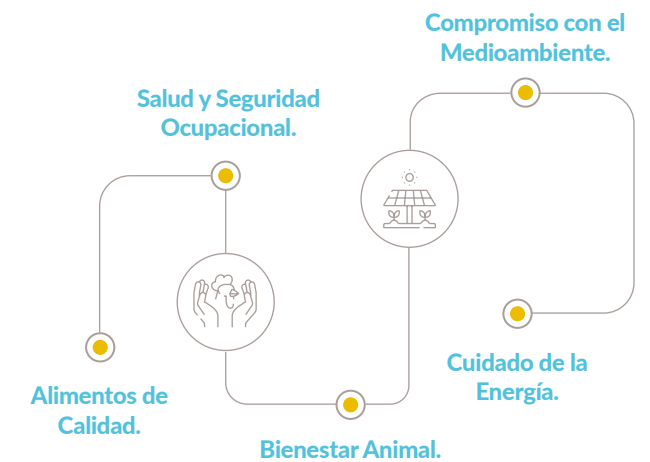 Compromiso con el
Medioambiente.
Salud y Seguridad
Ocupacional.
Cuidado de la
Energía.
Alimentos de
Calidad.
Bienestar Animal.